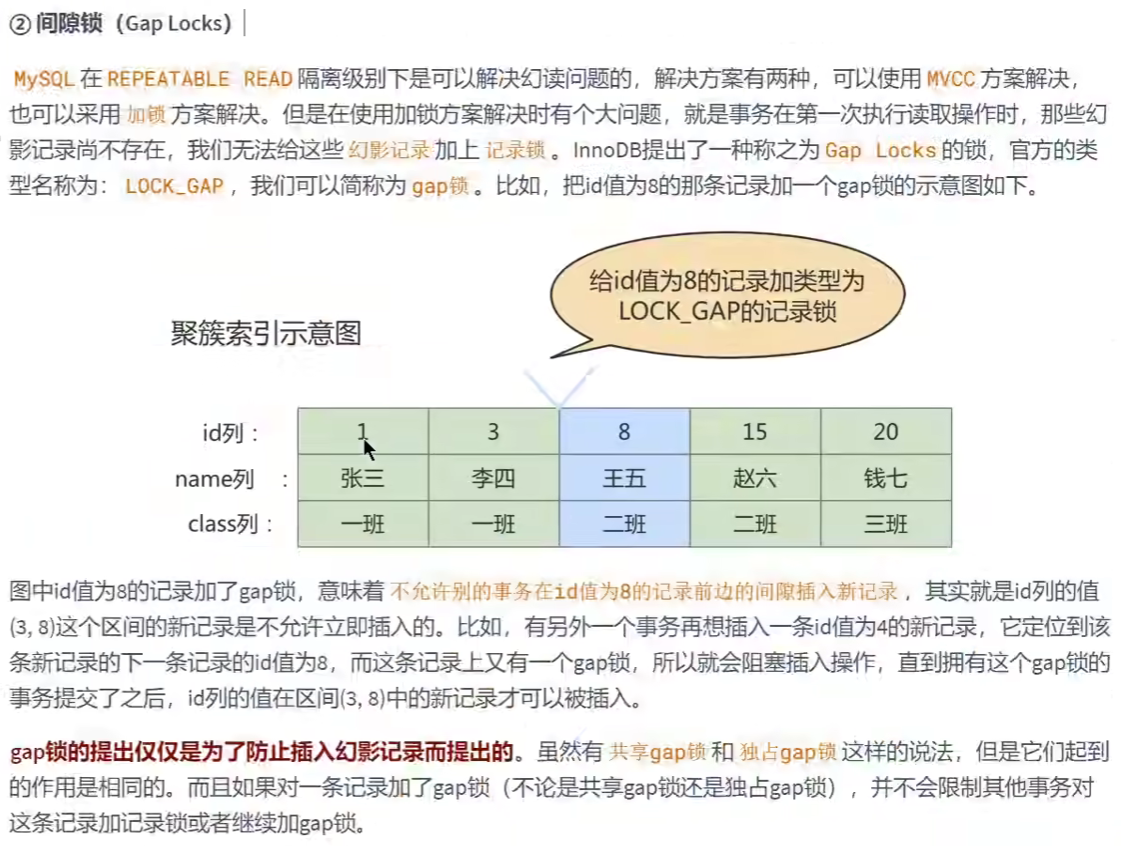 ② 间隙锁（Gap Locks）
MySQL 在 REPEATABLE READ 隔离级别下是可以解决幻读问题的，解决方案有两种，可以使用 MVCC 方案解决，
也可以采用 加锁 方案解决。但是在使用加锁方案解决时有个大问题，就是事务在第一次执行读取操作时，那些幻
影记录尚不存在，我们无法给这些 幻影记录 加上 记录锁 。InnoDB提出了一种称之为 Gap Locks 的锁，官方的类
型名称为： LOCK_GAP ，我们可以简称为 gap锁 。比如，把id值为8的那条记录加一个gap锁的示意图如下。
给id值为8的记录加类型为
LOCK_GAP的记录锁
聚簇索引示意图
id列： 1 3 8 15 20
name列 ： 张三 李四 王五 赵六 钱七
class列： 一班 一班 二班 二班 三班
图中id值为8的记录加了gap锁，意味着 不允许别的事务在id值为8的记录前边的间隙插入新记录 ，其实就是id列的值
(3, 8)这个区间的新记录是不允许立即插入的。比如，有另外一个事务再想插入一条id值为4的新记录，它定位到该
条新记录的下一条记录的id值为8，而这条记录上又有一个gap锁，所以就会阻塞插入操作，直到拥有这个gap锁的
事务提交了之后，id列的值在区间(3, 8)中的新记录才可以被插入。
gap锁的提出仅仅是为了防止插入幻影记录而提出的。虽然有 共享gap锁 和 独占gap锁 这样的说法，但是它们起到
的作用是相同的。而且如果对一条记录加了gap锁（不论是共享gap锁还是独占gap锁），并不会限制其他事务对
这条记录加记录锁或者继续加gap锁。